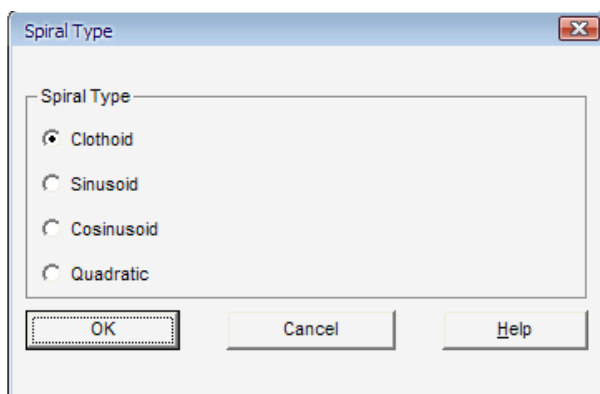 Spiral Type
Spiral Type
Clothoid
Sinusoid
Cosinusoid
Quadratic
OK Cancel Help